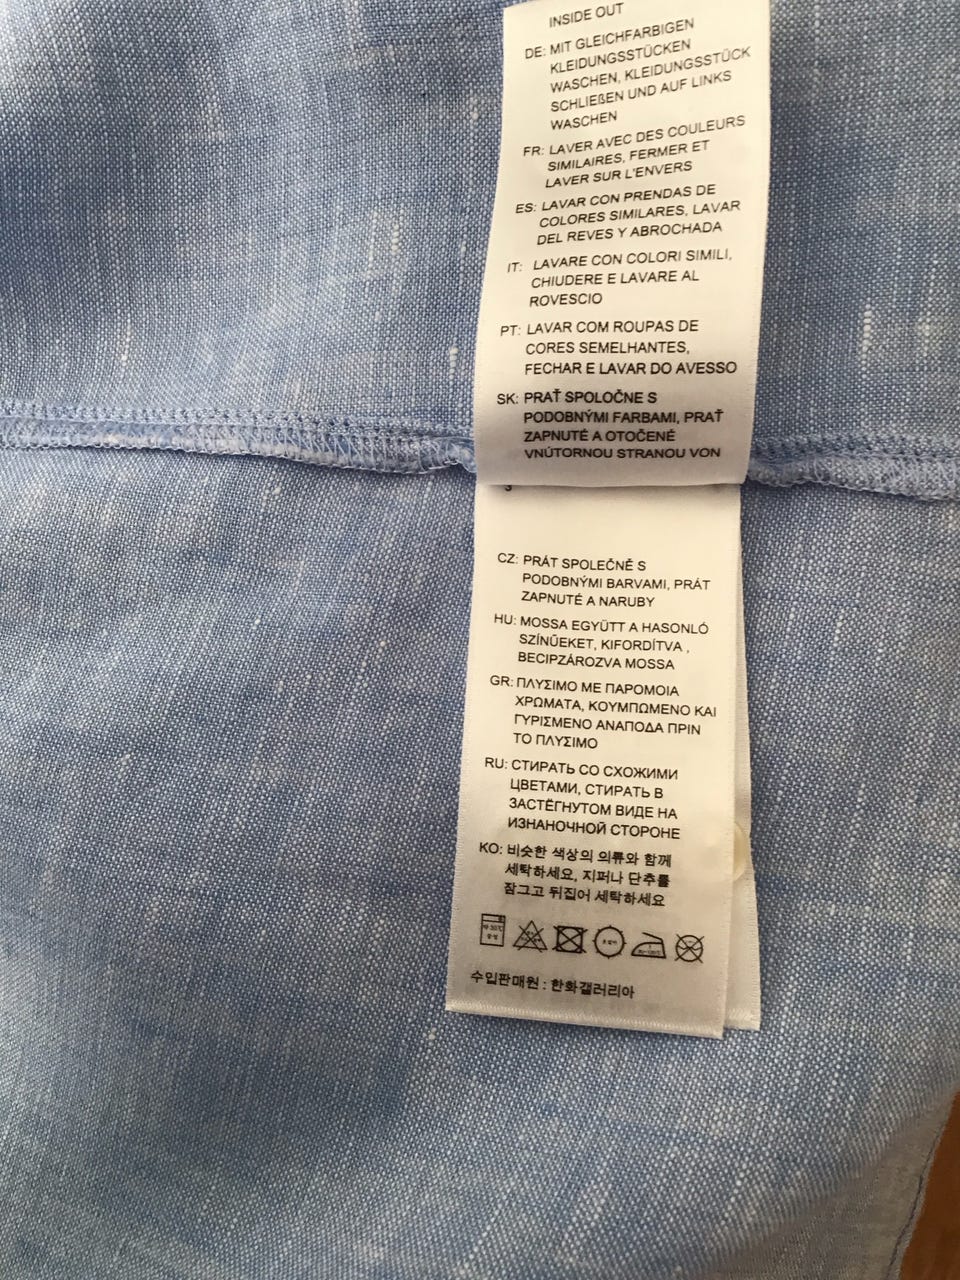 INSIDE OUT
DE: MIT GLEICHFARBIGEN
KLEIDUNGSSTÜCKEN
WASCHEN, KLEIDUNGSSTÜCK
SCHLIEßEN UND AUF LINKS
WASCHEN
FR: LAVER AVEC DES COULEURS
SIMILAIRES, FERMER ET
LAVER SUR L'ENVERS
ES: LAVAR CON PRENDAS DE
COLORES SIMILARES, LAVAR
DEL REVES Y ABROCHADA
IT: LAVARE CON COLORI SIMILI,
CHIUDERE E LAVARE AL
ROVESCIO
PT: LAVAR COM ROUPAS DE
CORES SEMELHANTES,
FECHAR E LAVAR DO AVESSO
SK: PRAŤ SPOLOČNE S
PODOBNÝMI FARBAMI, PRAŤ
ZAPNUTÉ A OTOČENÉ
VNÚTORNOU STRANOU VON
3
CZ: PRÁT SPOLEČNĚ S
PODOBNÝMI BARVAMI, PRÁT
ZAPNUTÉ A NARUBY
HU: MOSSA EGYÜTT A HASONLÓ
SZÍNŰEKET, KIFORDÍTVA ,
BECIPZÁROZVA MOSSA
GR: ΠΛΥΣΙΜΟ ΜΕ ΠΑΡΟΜΟΙΑ
ΧΡΩΜΑΤΑ, ΚΟΥΜΠΩΜΕΝΟ ΚΑΙ
ΓΥΡΙΣΜΕΝΟ ΑΝΑΠΟΔΑ ΠΡΙΝ
ΤΟ ΠΛΥΣΙΜΟ
RU: СТИРАТЬ СО СХОЖИМИ
ЦВЕТАМИ, СТИРАТЬ В
ЗАСТЁГНУТОМ ВИДЕ НА
ИЗНАНОЧНОЙ СТОРОНЕ
KO: 비슷한 색상의 의류와 함께
세탁하세요, 지퍼나 단추를
잠그고 뒤집어 세탁하세요
수입판매원 : 한화갤러리아